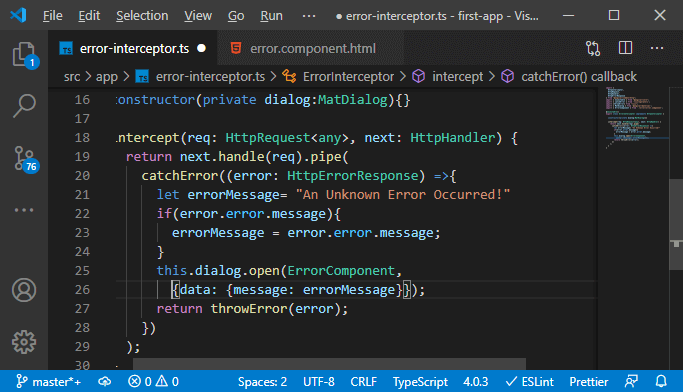 File Edit Selection View Go Run ··· error-interceptor.ts - first-app - Vis...
TS error-interceptor.ts ● error.component.html ···
src > app > TS error-interceptor.ts > ErrorInterceptor > intercept > catchError() callback
16 constructor(private dialog:MatDialog){}
17
18 intercept(req: HttpRequest<any>, next: HttpHandler) {
19 return next.handle(req).pipe(
20 catchError((error: HttpErrorResponse) =>{
21 let errorMessage= "An Unknown Error Occurred!"
22 if(error.error.message){
23 errorMessage = error.error.message;
24 }
25 this.dialog.open(ErrorComponent,
26 {data: {message: errorMessage}});
27 return throwError(error);
28 })
29 );
30
1
76
master*+ 0 0 Spaces: 2 UTF-8 CRLF TypeScript 4.0.3 ESLint Prettier